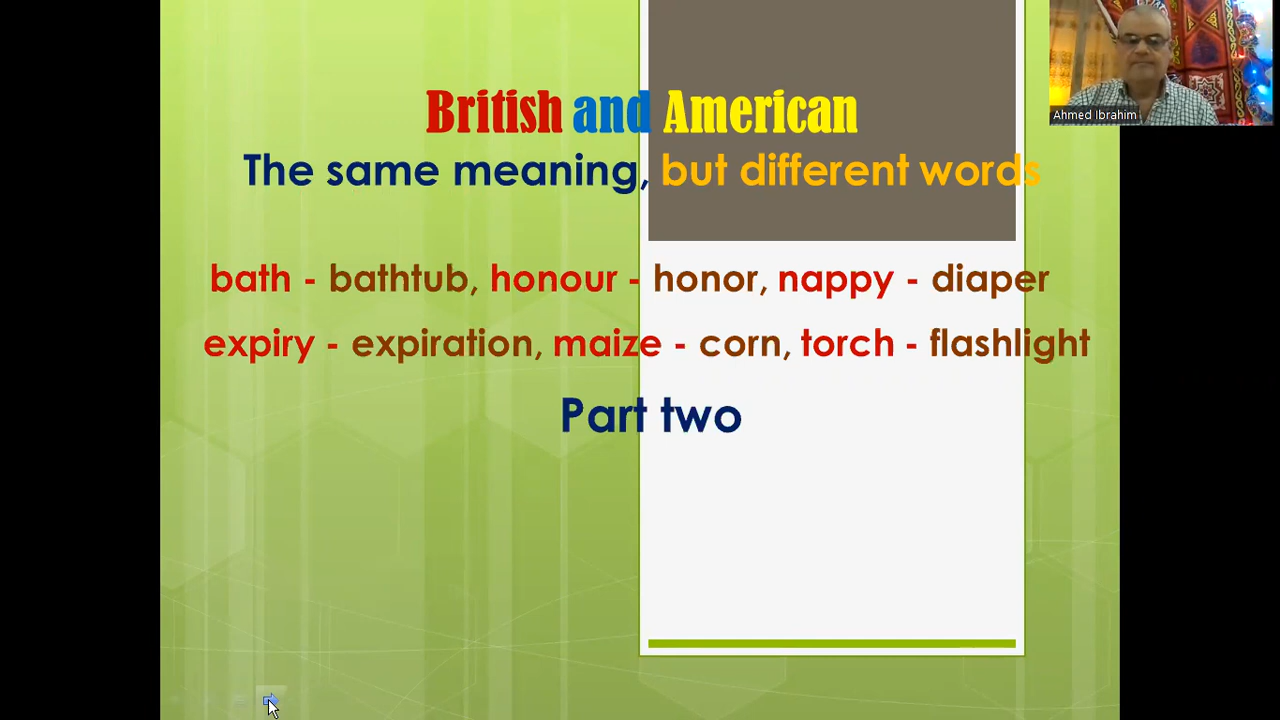 British and American
The same meaning, but different words
bath - bathtub, honour - honor, nappy - diaper
expiry - expiration, maize - corn, torch - flashlight
Part two
Ahmed Ibrahim